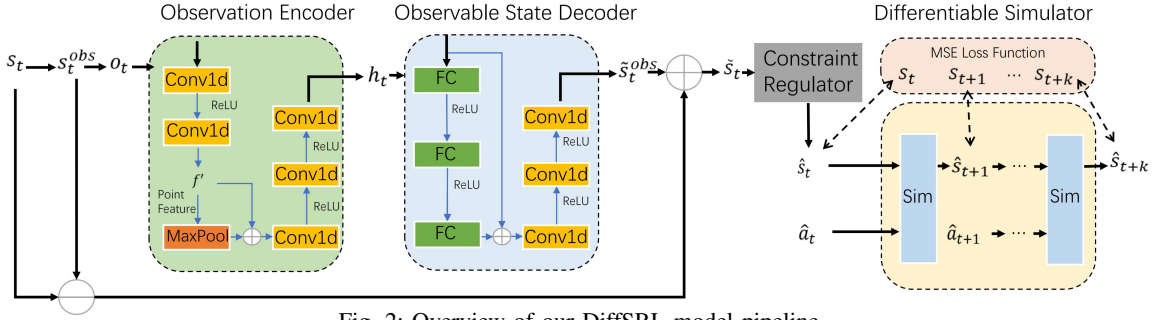 Observation Encoder
Observable State Decoder
Differentiable Simulator
s_t
s_t^{obs}
o_t
Conv1d
ReLU
Conv1d
f'
Point
Feature
MaxPool
Conv1d
ReLU
Conv1d
ReLU
Conv1d
h_t
FC
ReLU
FC
ReLU
FC
Conv1d
ReLU
Conv1d
ReLU
Conv1d
s̃_t^{obs}
s̃_t
Constraint
Regulator
MSE Loss Function
s_t s_{t+1} ··· s_{t+k}
ŝ_t
Sim
ŝ_{t+1} ···
Sim
ŝ_{t+k}
â_t
â_{t+1} ···